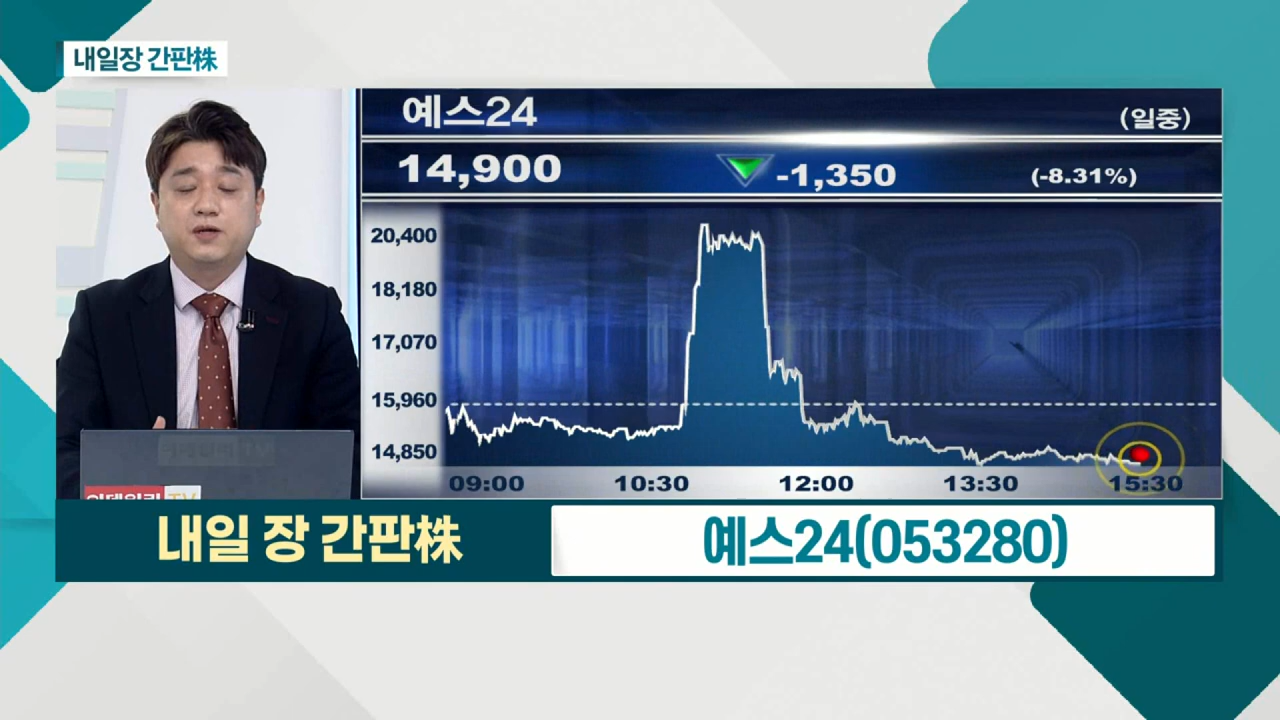 내일장 간판株
예스24
(일중)
14,900
-1,350
(-8.31%)
20,400
18,180
17,070
15,960
14,850
09:00
10:30
12:00
13:30
15:30
TV
내일 장 간판株
예스24(053280)